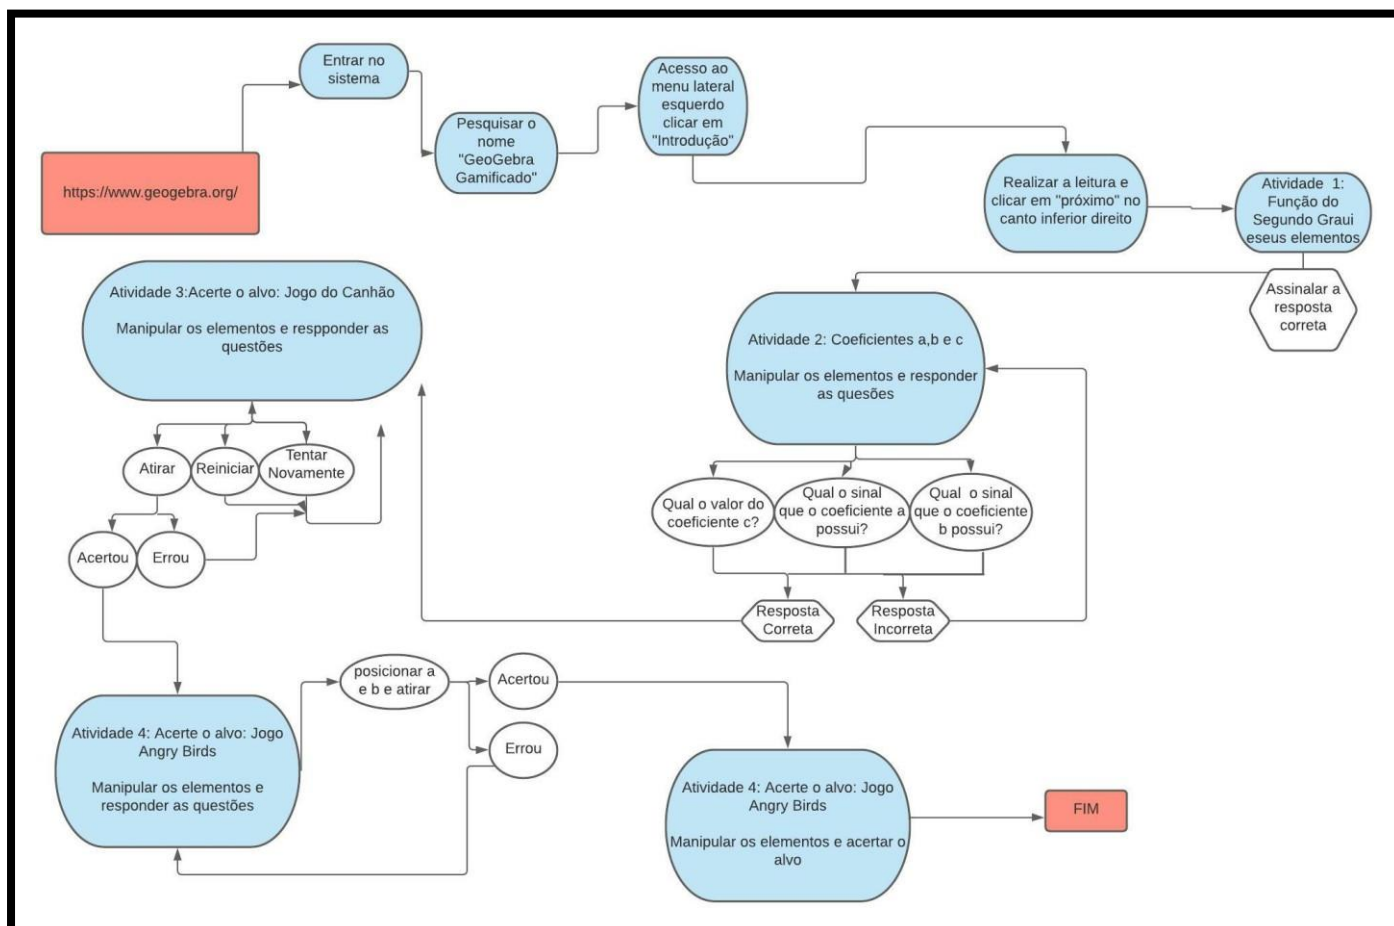 https://www.geogebra.org/
Entrar no
sistema
Pesquisar o
nome
"GeoGebra
Gamificado"
Acesso ao
menu lateral
esquerdo
clicar em
"Introdução"
Realizar a leitura e
clicar em "próximo" no
canto inferior direito
Atividade 1:
Função do
Segundo Graui
eseus elementos
Assinalar a
resposta
correta
Atividade 2: Coeficientes a,b e c
Manipular os elementos e responder
as quesões
Qual o valor do
coeficiente c?
Qual o sinal
que o coeficiente a
possui?
Qual o sinal
que o coeficiente
b possui?
Resposta
Correta
Resposta
Incorreta
Atividade 3:Acerte o alvo: Jogo do Canhão
Manipular os elementos e respponder as
questões
Atirar
Reiniciar
Tentar
Novamente
Acertou
Errou
Atividade 4: Acerte o alvo: Jogo
Angry Birds
Manipular os elementos e
responder as questões
posicionar a
e b e atirar
Acertou
Errou
Atividade 4: Acerte o alvo: Jogo
Angry Birds
Manipular os elementos e acertar o
alvo
FIM